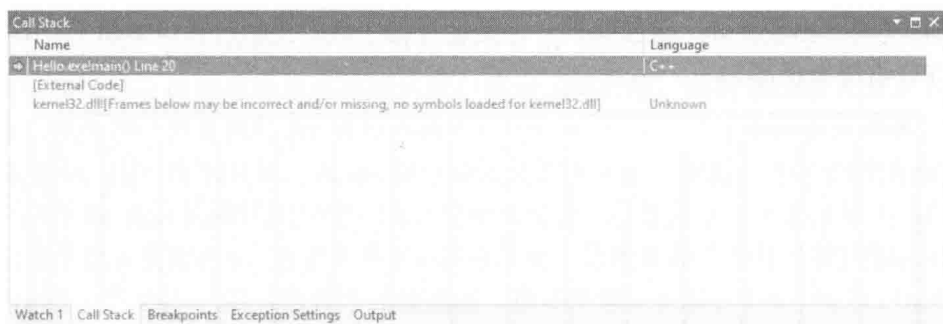 Call Stack
Name Language
Hello.exe!main() Line 20 C++
[External Code]
kernel32.dll![Frames below may be incorrect and/or missing, no symbols loaded for kernel32.dll] Unknown
Watch 1 Call Stack Breakpoints Exception Settings Output